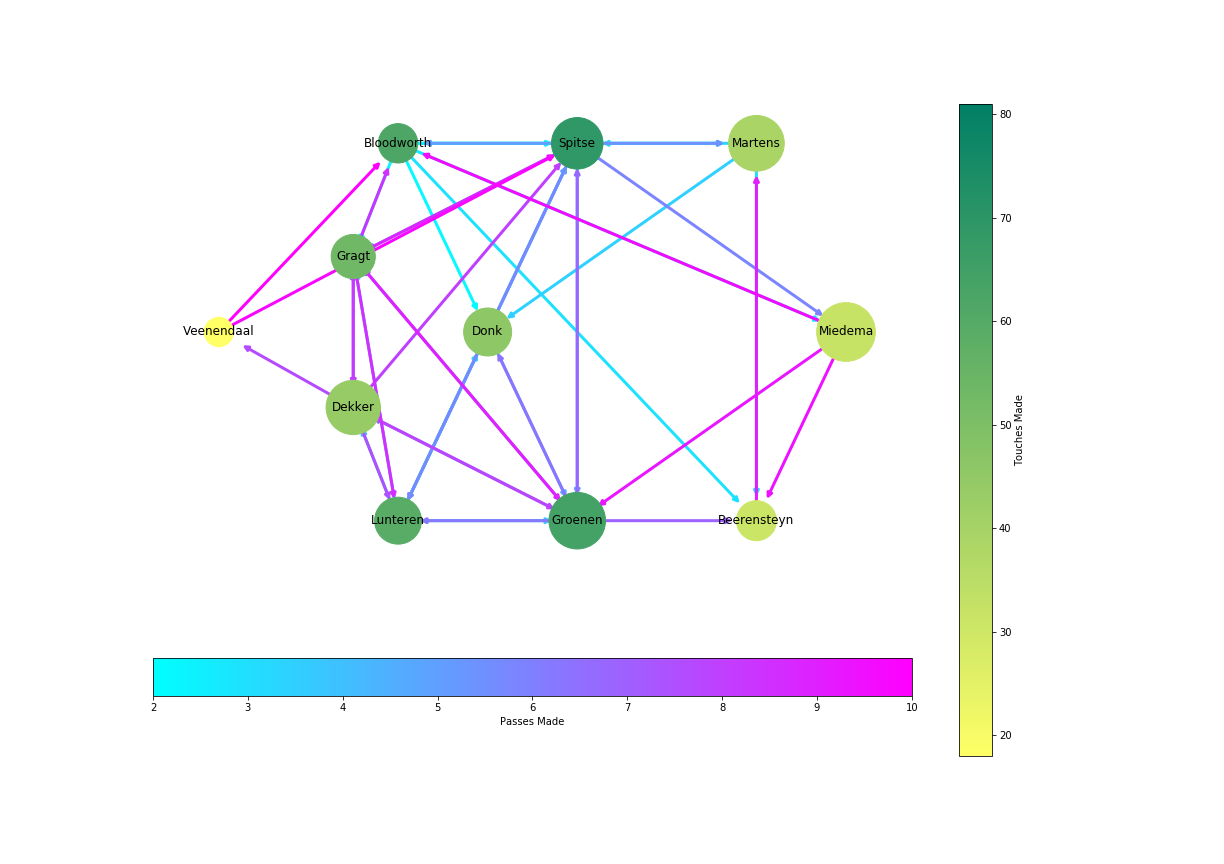 Bloodworth
Spitse
Martens
Gragt
Veenendaal
Donk
Miedema
Dekker
Lunteren
Groenen
Beerensteyn
80
70
60
50
40
30
20
Touches Made
2 3 4 5 6 7 8 9 10
Passes Made